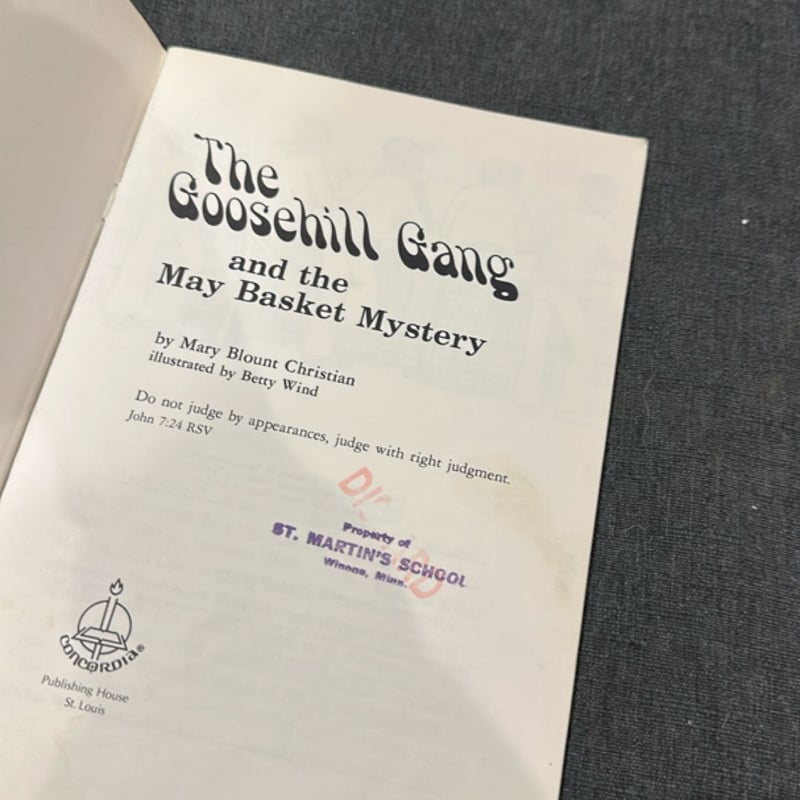 The
Goosehill Gang
and the
May Basket Mystery
by Mary Blount Christian
illustrated by Betty Wind
Do not judge by appearances, judge with right judgment.
John 7:24 RSV
DISCARD
Property of
ST. MARTIN'S SCHOOL
Winona, Minn.
CONCORDIA®
Publishing House
St. Louis